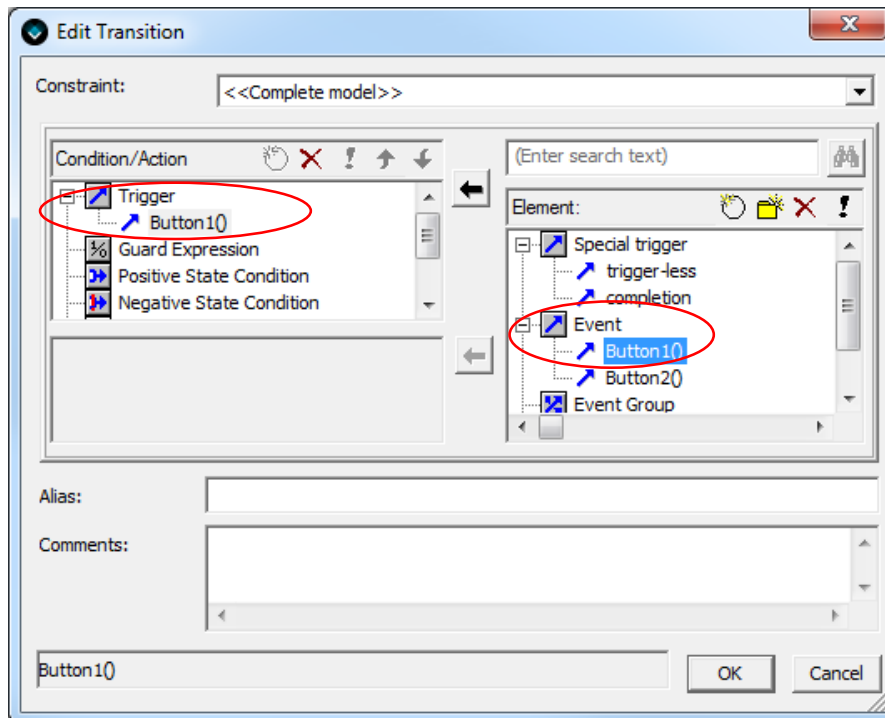 Edit Transition
Constraint:
<<Complete model>>
Condition/Action
Trigger
Button1()
Guard Expression
Positive State Condition
Negative State Condition
(Enter search text)
Element:
Special trigger
trigger-less
completion
Event
Button1()
Button2()
Event Group
Alias:
Comments:
Button1()
OK
Cancel